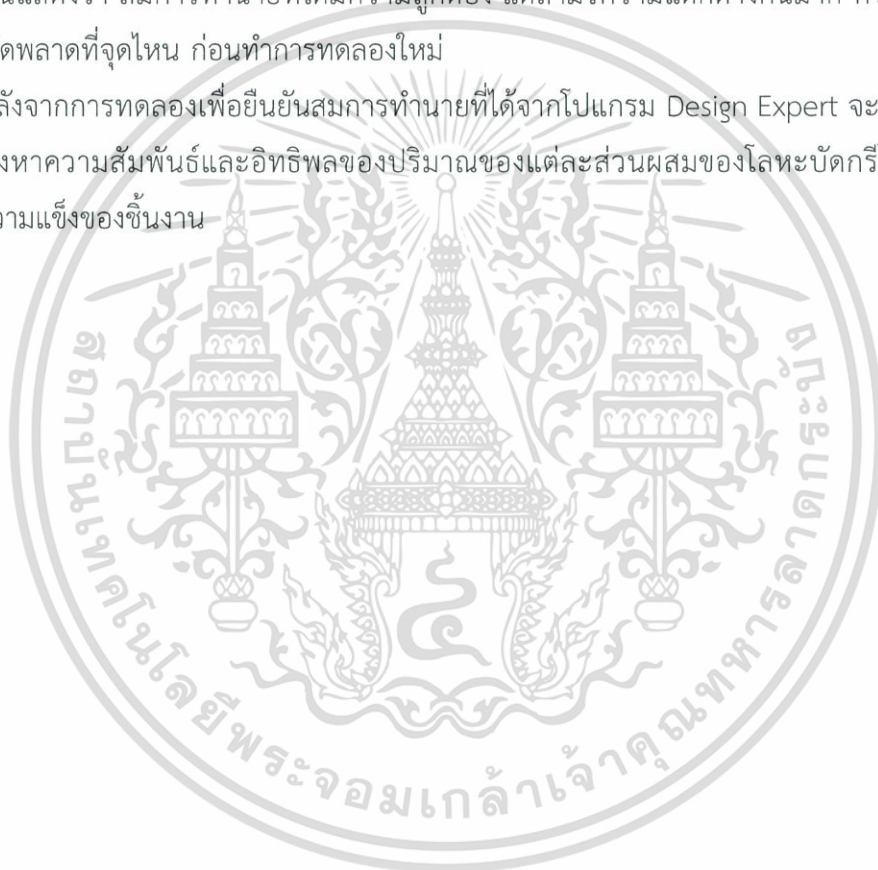 ดพลาดที่จุดไหน ก่อนทำการทดลองใหม่
ลังจากการทดลองเพื่อยืนยันสมการทำนายที่ได้จากโปรแกรม Design Expert จะ
งหาความสัมพันธ์และอิทธิพลของปริมาณของแต่ละส่วนผสมของโลหะบัดกรี
วามแข็งของชิ้นงาน
สถาบันเทคโนโลยีพระจอมเกล้าเจ้าคุณทหารลาดกระบัง